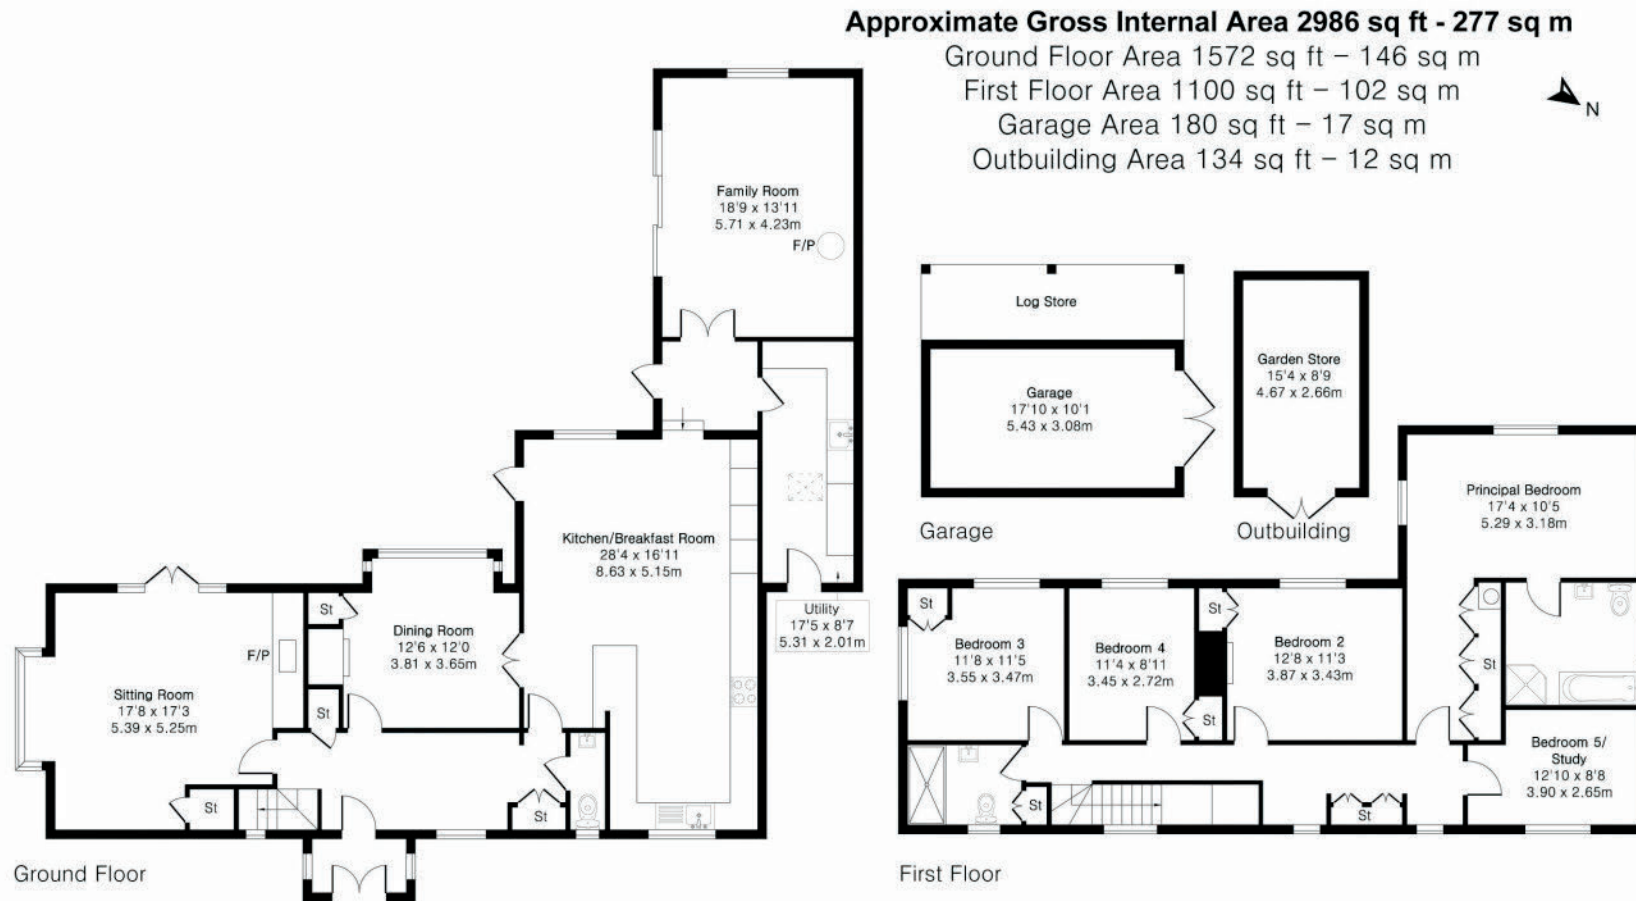 Approximate Gross Internal Area 2986 sq ft - 277 sq m
Ground Floor Area 1572 sq ft – 146 sq m
First Floor Area 1100 sq ft – 102 sq m
Garage Area 180 sq ft – 17 sq m
Outbuilding Area 134 sq ft – 12 sq m
N
Family Room
18'9 x 13'11
5.71 x 4.23m
F/P
Kitchen/Breakfast Room
28'4 x 16'11
8.63 x 5.15m
Utility
17'5 x 8'7
5.31 x 2.01m
St
Dining Room
12'6 x 12'0
3.81 x 3.65m
F/P
Sitting Room
17'8 x 17'3
5.39 x 5.25m
St
St
St
Ground Floor
Log Store
Garage
17'10 x 10'1
5.43 x 3.08m
Garage
Garden Store
15'4 x 8'9
4.67 x 2.66m
Outbuilding
Principal Bedroom
17'4 x 10'5
5.29 x 3.18m
St
St
Bedroom 3
11'8 x 11'5
3.55 x 3.47m
Bedroom 4
11'4 x 8'11
3.45 x 2.72m
Bedroom 2
12'8 x 11'3
3.87 x 3.43m
St
St
Bedroom 5/
Study
12'10 x 8'8
3.90 x 2.65m
St
St
First Floor